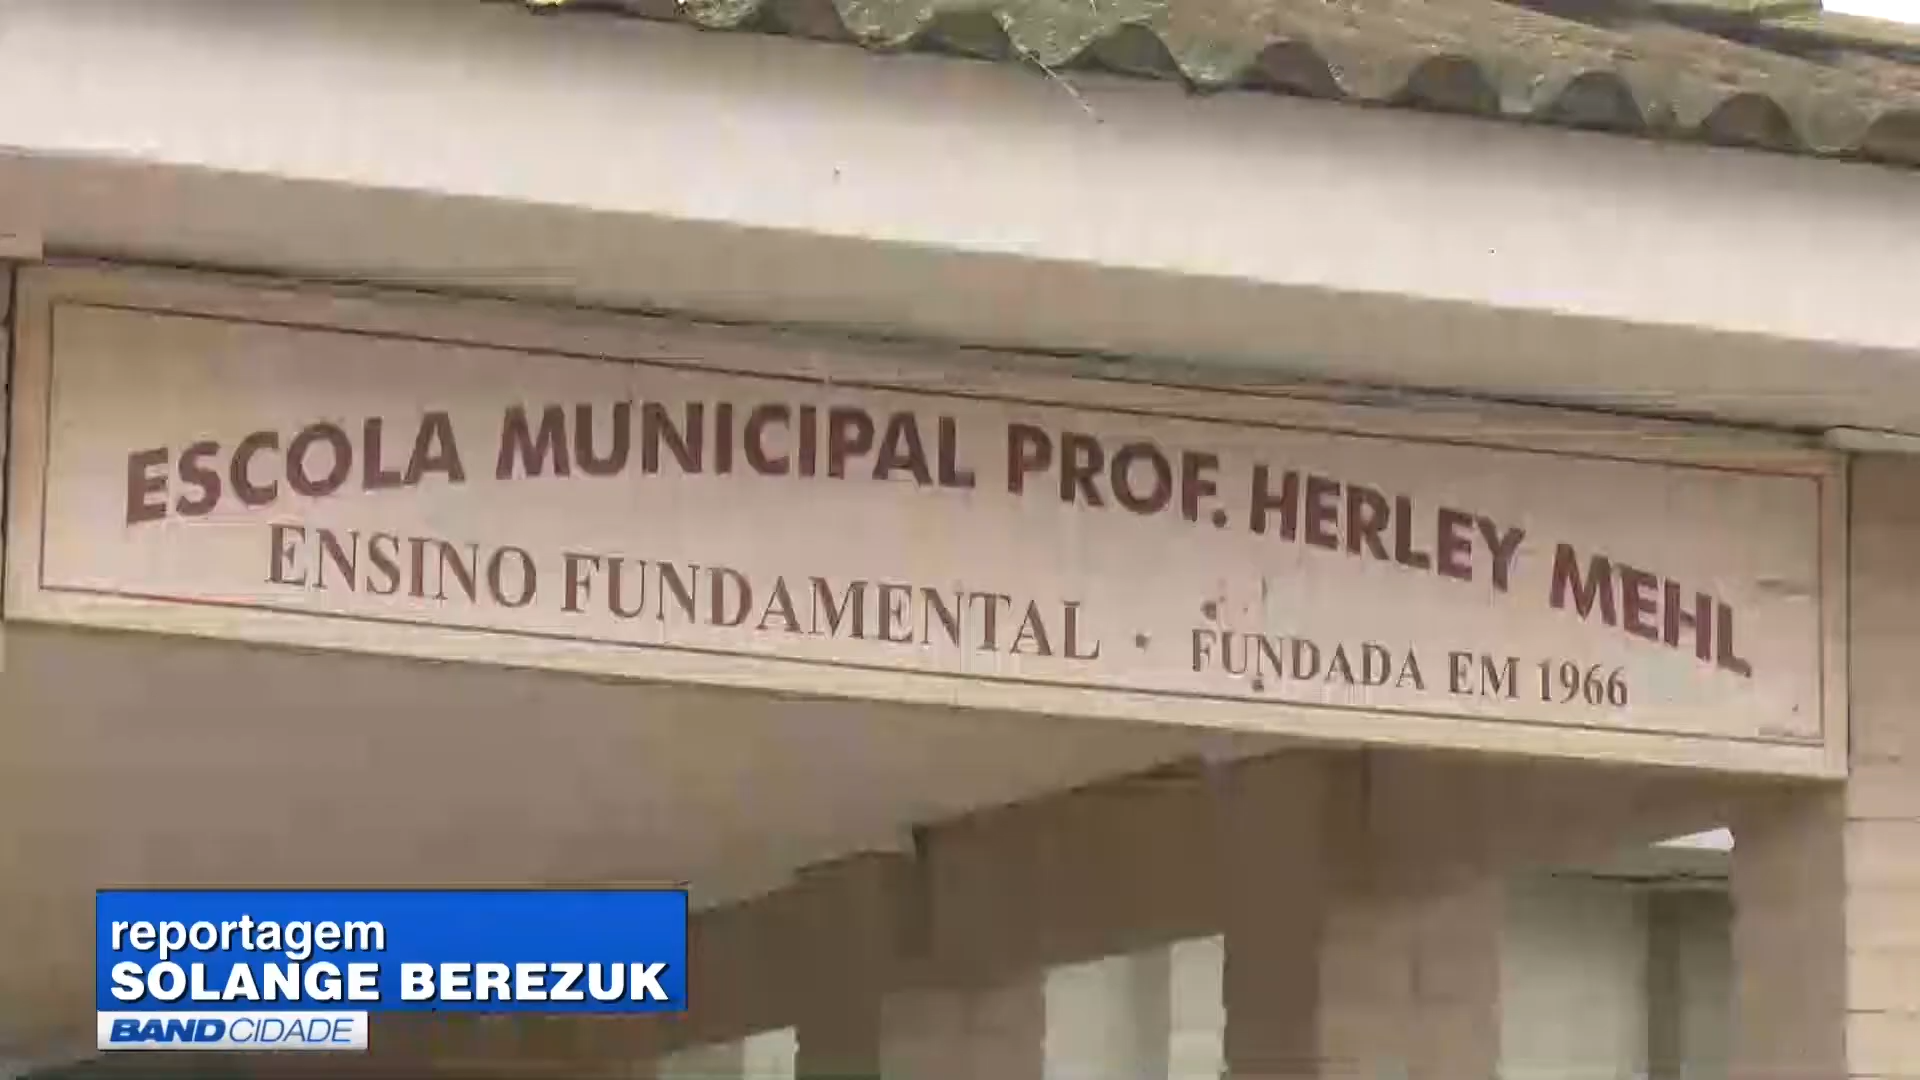 ESCOLA MUNICIPAL PROF. HERLEY MEHL
ENSINO FUNDAMENTAL • FUNDADA EM 1966
reportagem
SOLANGE BEREZUK
BAND CIDADE